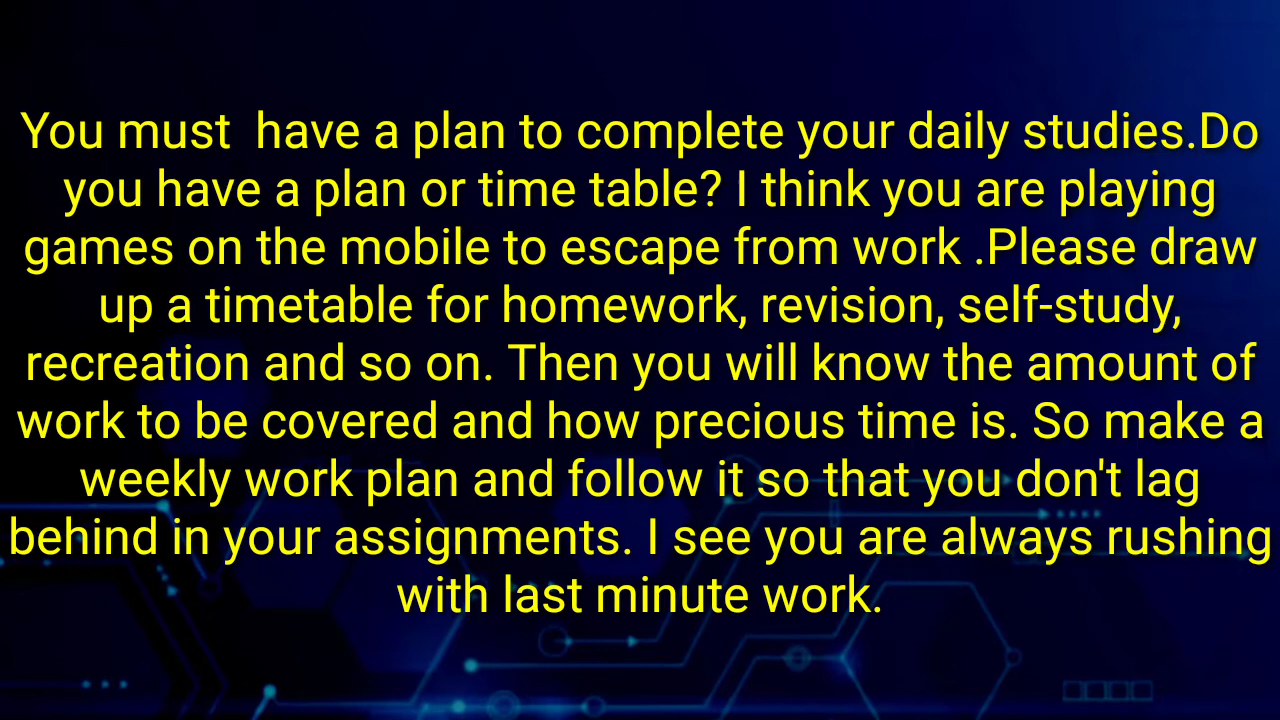 You must  have a plan to complete your daily studies.Do
you have a plan or time table? I think you are playing
games on the mobile to escape from work .Please draw
up a timetable for homework, revision, self-study,
recreation and so on. Then you will know the amount of
work to be covered and how precious time is. So make a
weekly work plan and follow it so that you don't lag
behind in your assignments. I see you are always rushing
with last minute work.